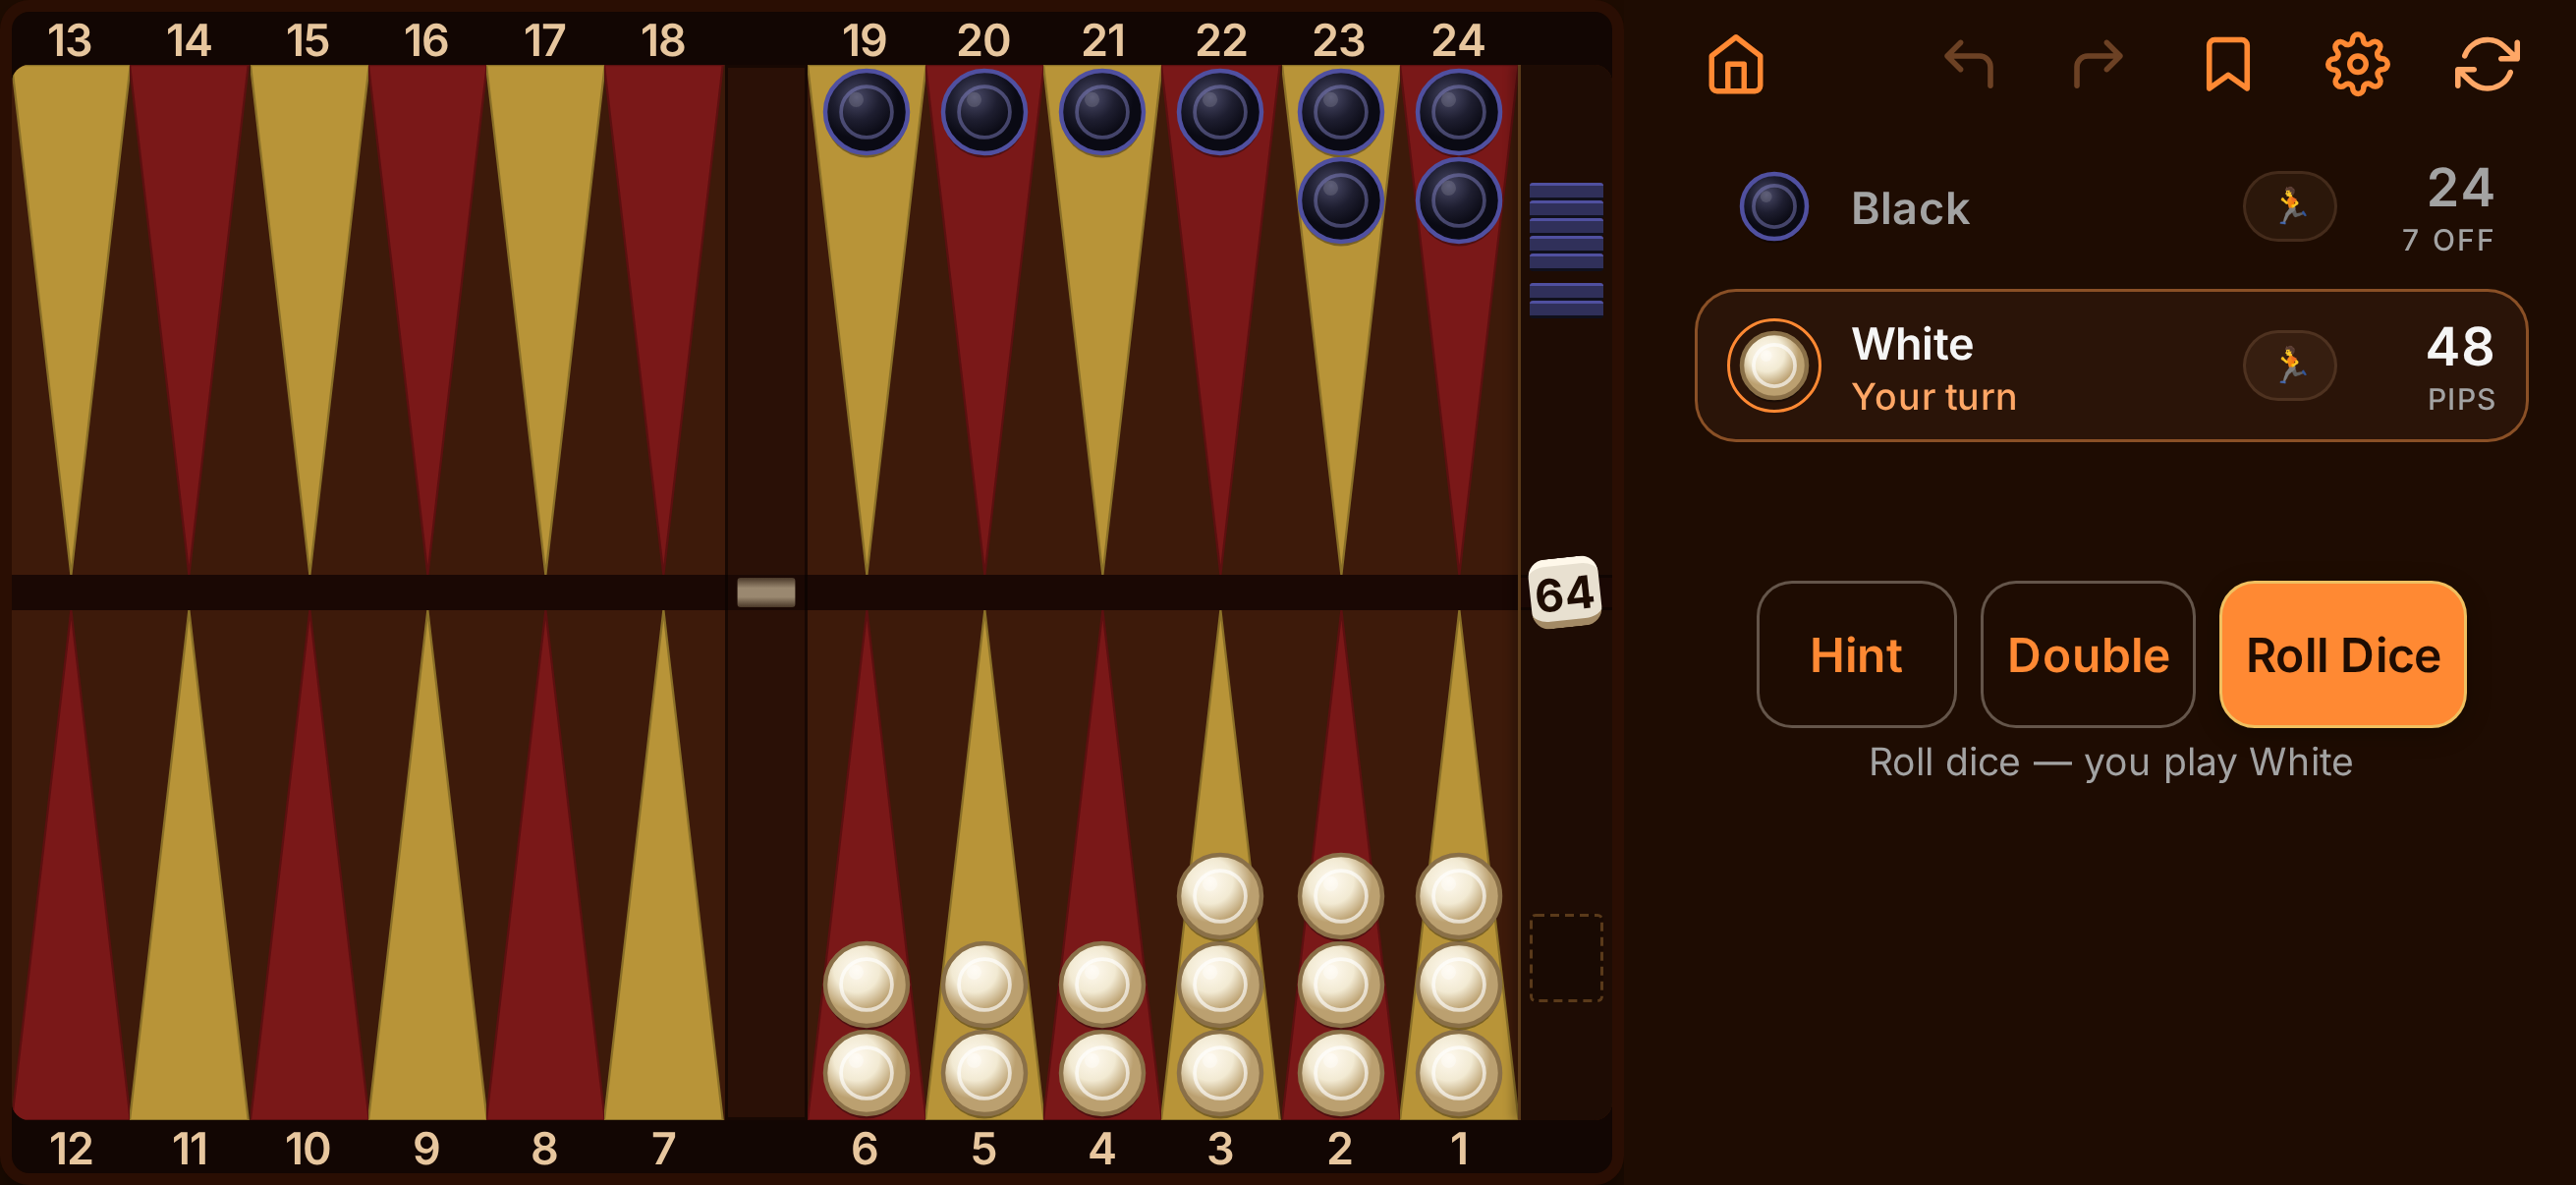 13 14 15 16 17 18 19 20 21 22 23 24
Black
24
7 OFF
White
Your turn
48
PIPS
64
Hint
Double
Roll Dice
Roll dice — you play White
12 11 10 9 8 7 6 5 4 3 2 1